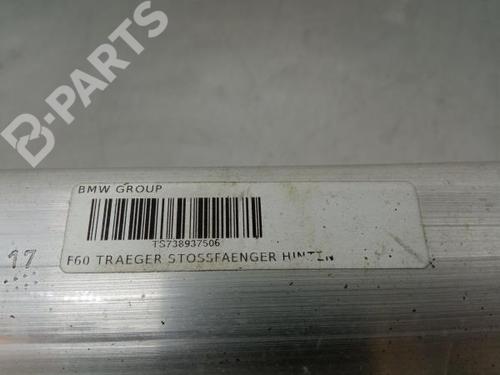 B-PARTS
BMW GROUP
TS738937506
F60 TRAEGER STOSSFAENGER HINTEN
17